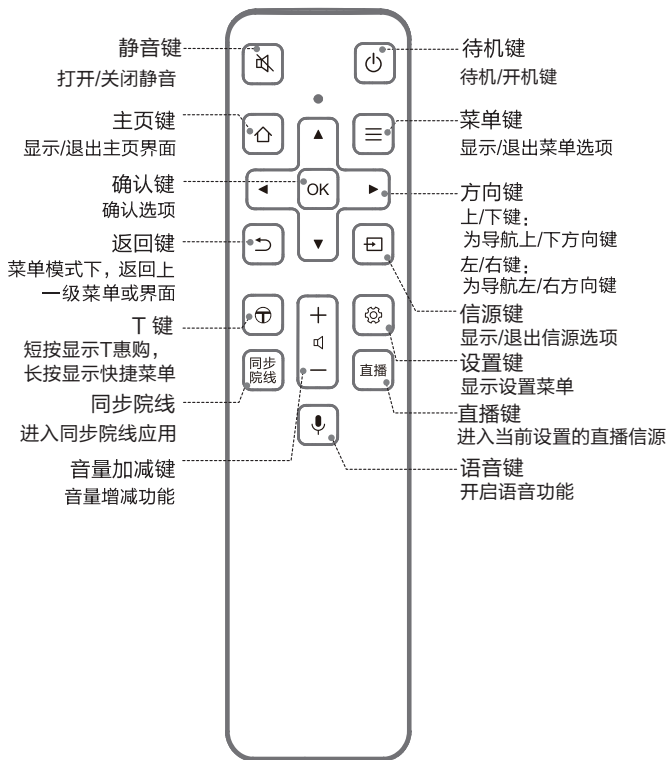 静音键
打开/关闭静音
主页键
显示/退出主页界面
确认键
确认选项
返回键
菜单模式下，返回上
一级菜单或界面
T 键
短按显示T惠购，
长按显示快捷菜单
同步院线
进入同步院线应用
音量加减键
音量增减功能
OK
同步
院线
直播
待机键
待机/开机键
菜单键
显示/退出菜单选项
方向键
上/下键：
为导航上/下方向键
左/右键：
为导航左/右方向键
信源键
显示/退出信源选项
设置键
显示设置菜单
直播键
进入当前设置的直播信源
语音键
开启语音功能